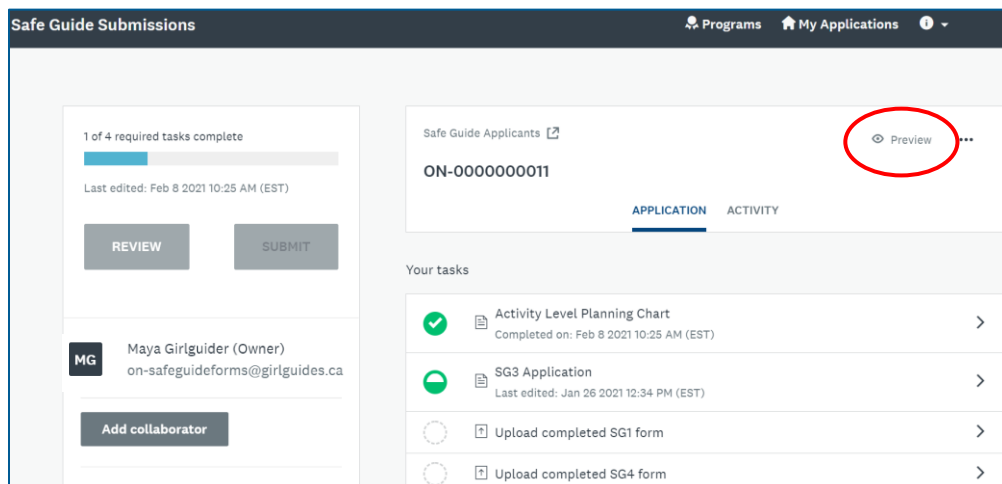 Safe Guide Submissions
Programs
My Applications
1 of 4 required tasks complete
Last edited: Feb 8 2021 10:25 AM (EST)
REVIEW
SUBMIT
MG
Maya Girlguider (Owner)
on-safeguideforms@girlguides.ca
Add collaborator
Safe Guide Applicants
Preview
ON-0000000011
APPLICATION
ACTIVITY
Your tasks
Activity Level Planning Chart
Completed on: Feb 8 2021 10:25 AM (EST)
SG3 Application
Last edited: Jan 26 2021 12:34 PM (EST)
Upload completed SG1 form
Upload completed SG4 form